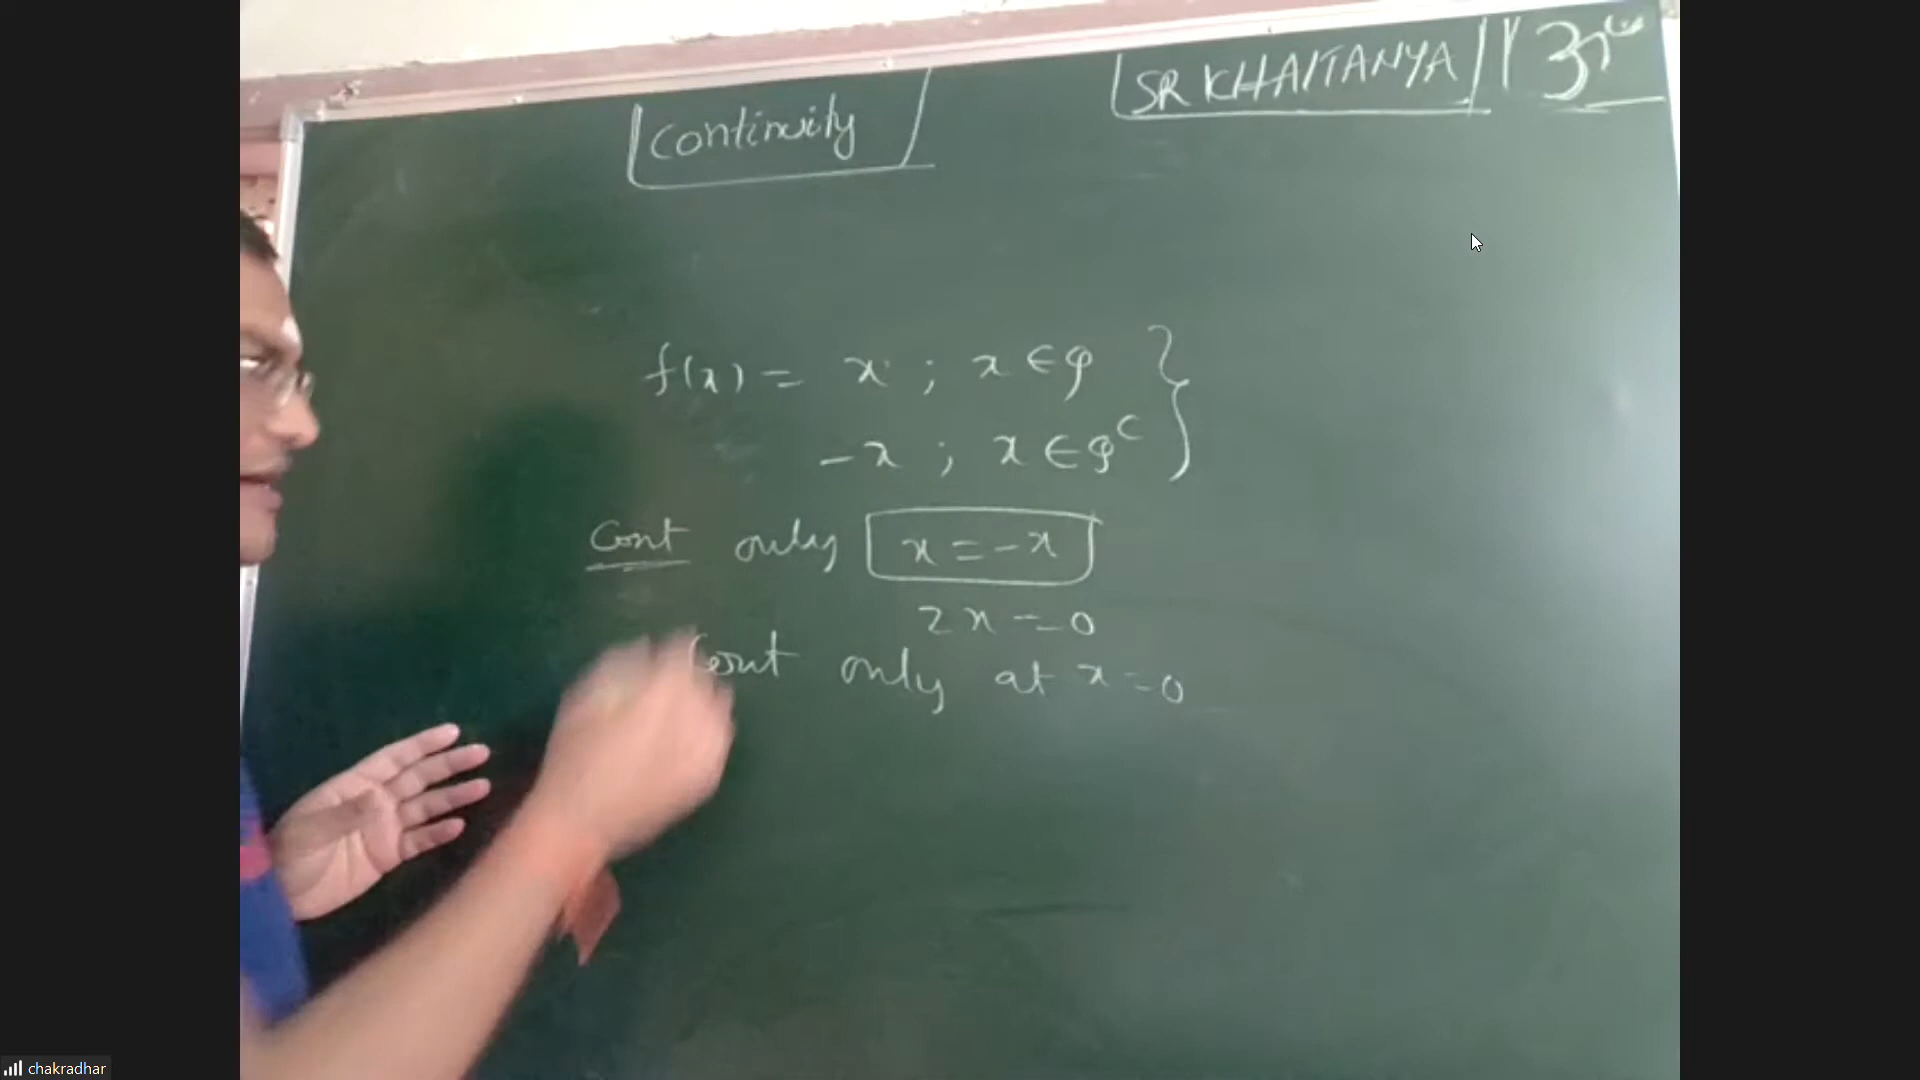 Continuity
SR KHAITANYA
f(x) = x ; x ∈ Q }
-x ; x ∈ Q^c
Cont only x = -x
2x = 0
Cont only at x = 0
chakradhar